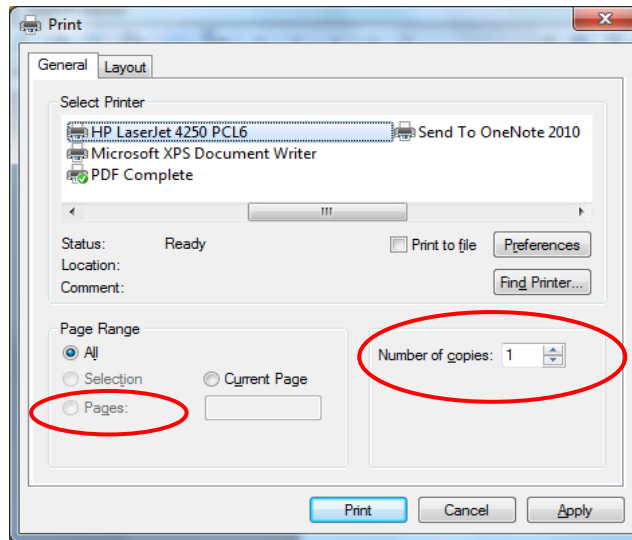 Print
General Layout
Select Printer
HP LaserJet 4250 PCL6 Send To OneNote 2010
Microsoft XPS Document Writer
PDF Complete
Status: Ready Print to file Preferences
Location:
Comment: Find Printer...
Page Range
All
Number of copies: 1
Selection Current Page
Pages:
Print Cancel Apply